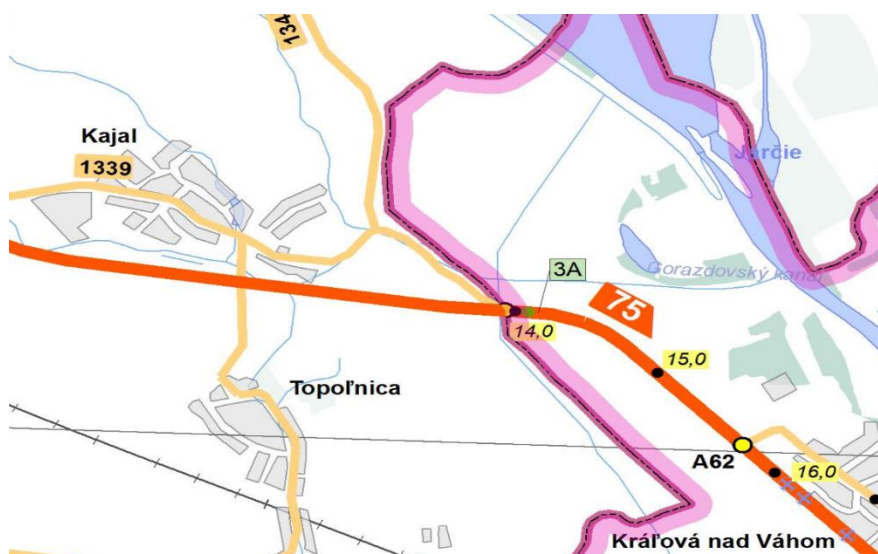 134
Kajal
1339
Jarčie
3A
Gorazdovský kanál
75
14,0
15,0
Topoľnica
A62
16,0
Kráľová nad Váhom